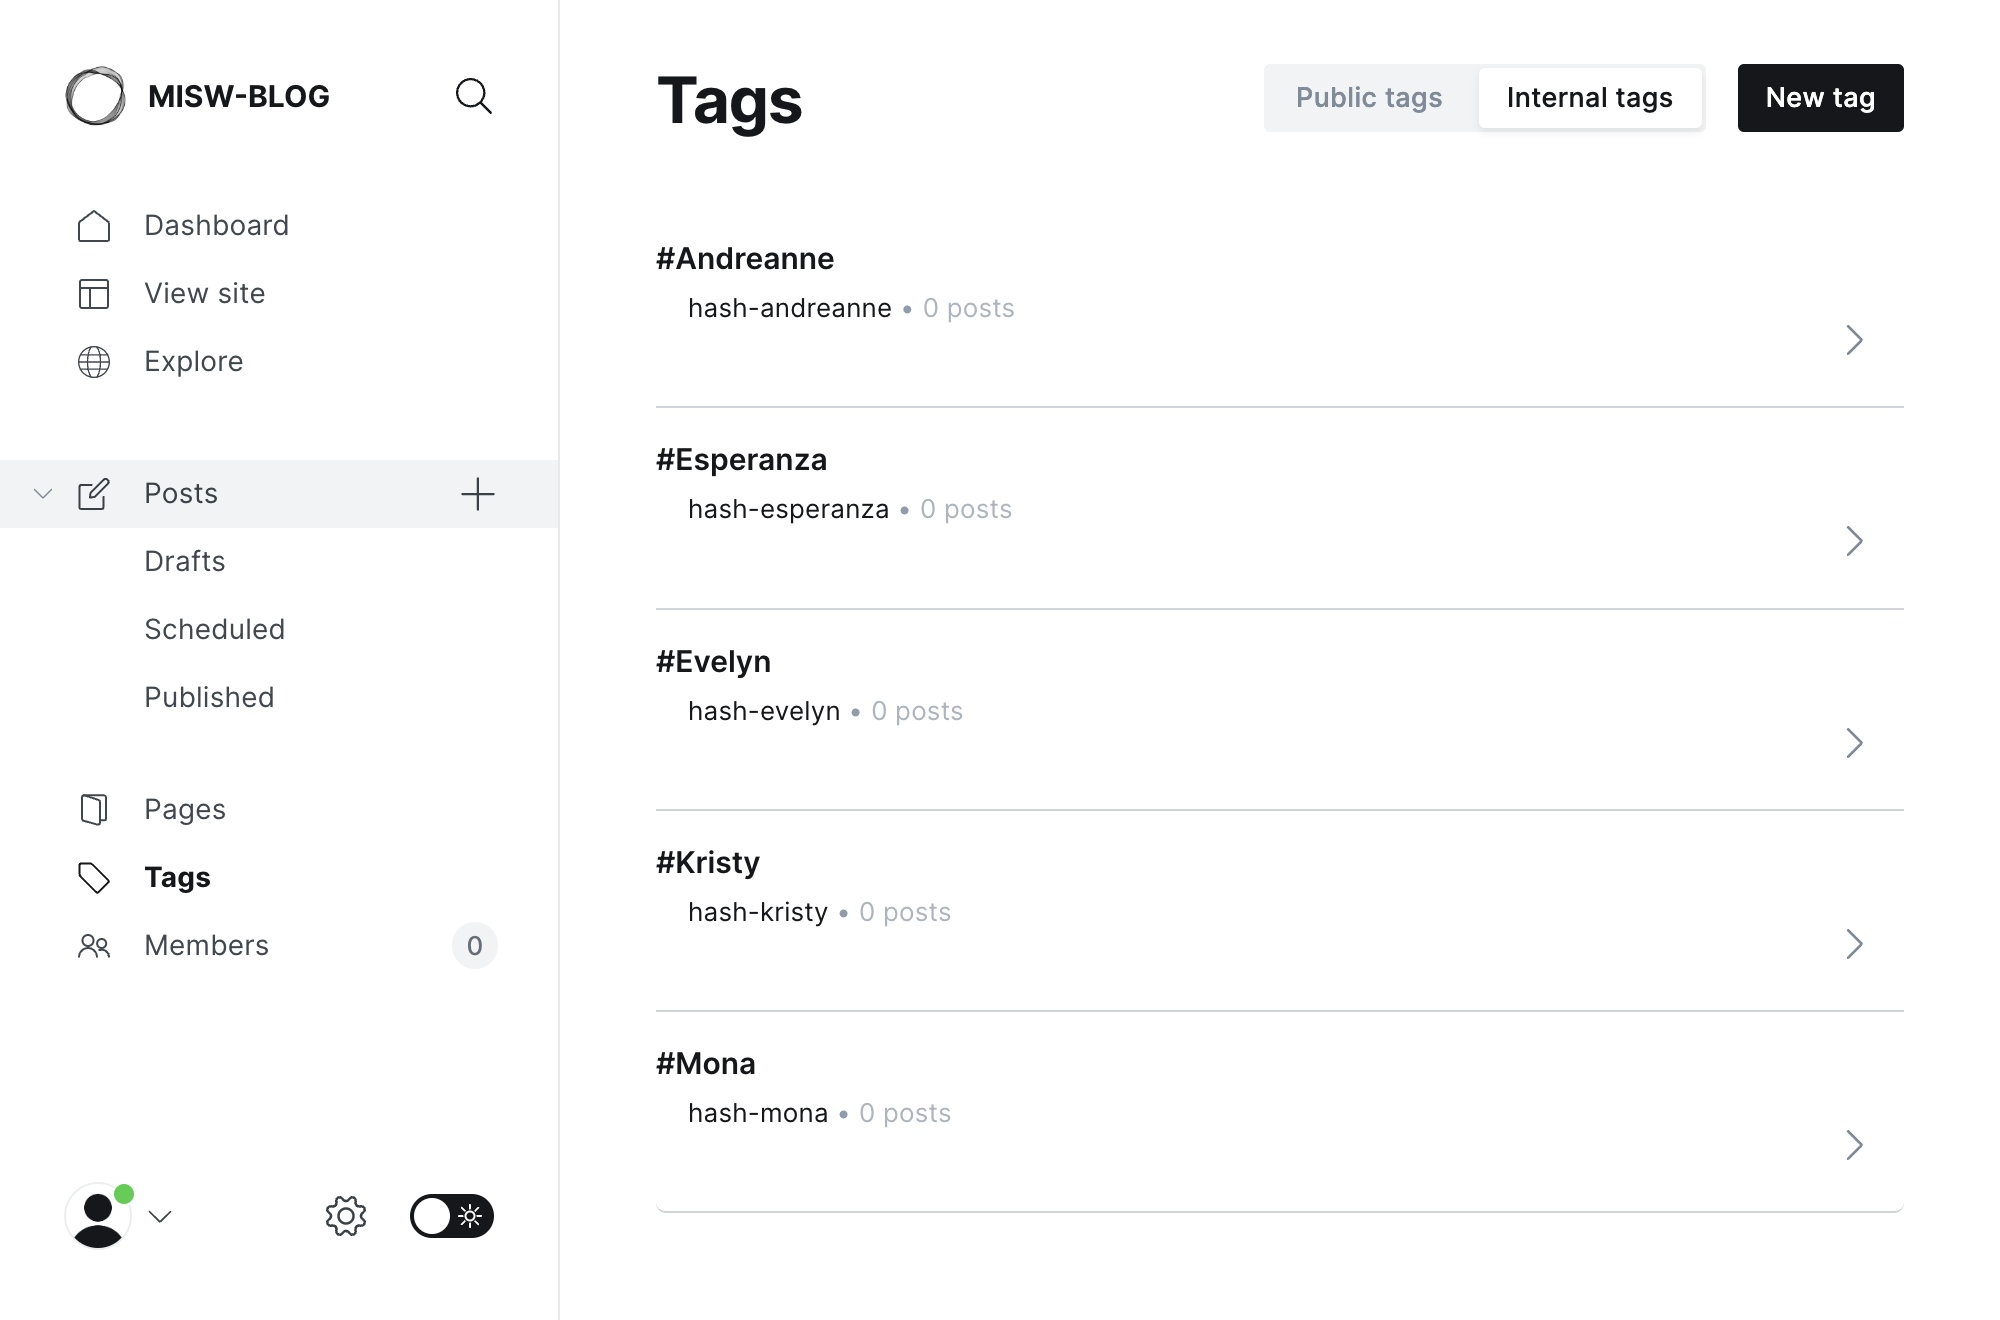 MISW-BLOG
Dashboard
View site
Explore
Posts
Drafts
Scheduled
Published
Pages
Tags
Members 0
Tags
Public tags Internal tags New tag
#Andreanne
hash-andreanne • 0 posts
#Esperanza
hash-esperanza • 0 posts
#Evelyn
hash-evelyn • 0 posts
#Kristy
hash-kristy • 0 posts
#Mona
hash-mona • 0 posts